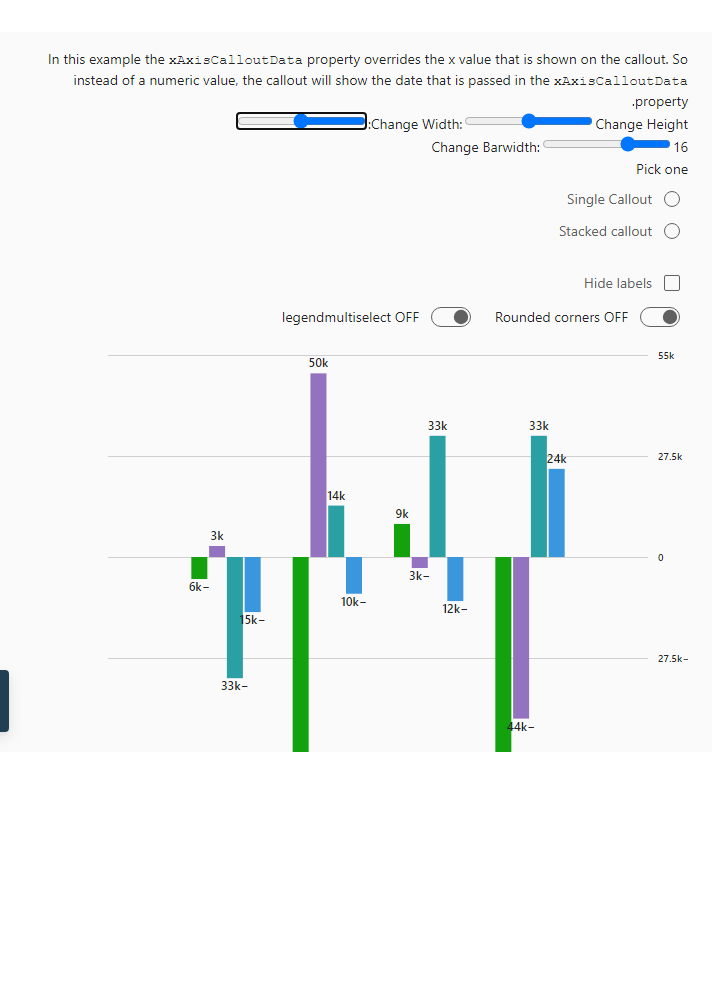 In this example the xAxisCalloutData property overrides the x value that is shown on the callout. So
instead of a numeric value, the callout will show the date that is passed in the xAxisCalloutData
.property
:Change Width: Change Height
Change Barwidth: 16
Pick one
Single Callout
Stacked callout
Hide labels
legendmultiselect OFF Rounded corners OFF
55k
50k
33k 33k
27.5k
24k
14k
9k
3k
0
3k−
6k−
10k−
12k−
15k−
27.5k−
33k−
44k−